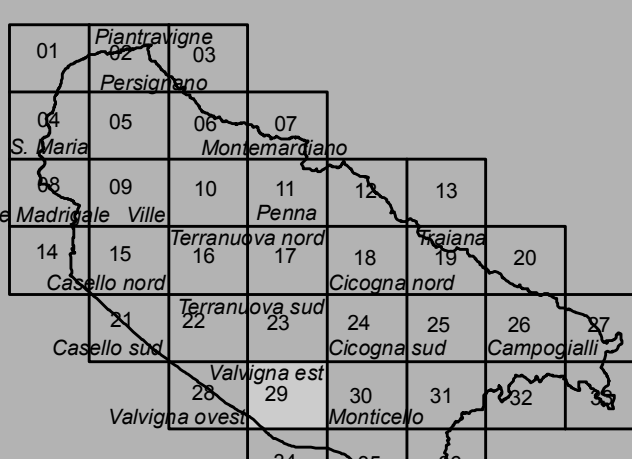 Piantravigne
01 02 03
Persignano
04 05 06 07
S. Maria Montemarciano
08 09 10 11 12 13
e Madrigale Ville Penna
Terranuova nord Traiana
14 15 16 17 18 19 20
Casello nord Cicogna nord
Terranuova sud
21 22 23 24 25 26 27
Casello sud Cicogna sud Campogialli
Valvigna est
28 29 30 31 32 33
Valvigna ovest Monticello